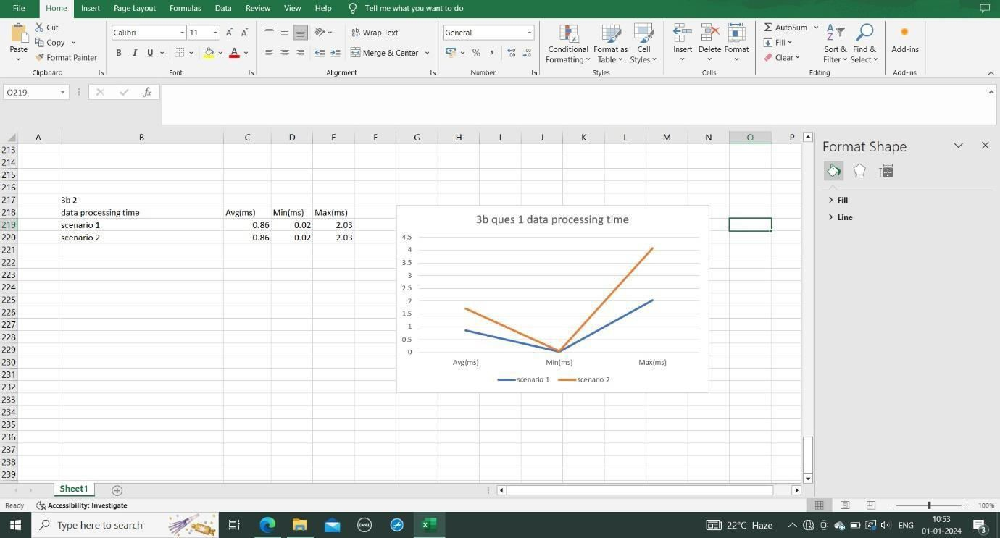 File Home Insert Page Layout Formulas Data Review View Help Tell me what you want to do
Paste
Cut
Copy
Format Painter
Clipboard
Calibri 11
B I U
Font
Wrap Text
Merge & Center
Alignment
General
% ,
Number
Conditional Formatting
Format as Table
Cell Styles
Styles
Insert Delete Format
Cells
AutoSum
Fill
Clear
Sort & Filter
Find & Select
Editing
Add-ins
Add-ins
O219
fx
A B C D E F G H I J K L M N O P
213
214
215
216
217 3b 2
218 data processing time Avg(ms) Min(ms) Max(ms)
219 scenario 1 0.86 0.02 2.03
220 scenario 2 0.86 0.02 2.03
221
222
223
224
225
226
227
228
229
230
231
232
233
234
235
236
237
238
239
3b ques 1 data processing time
4.5
4
3.5
3
2.5
2
1.5
1
0.5
0
Avg(ms) Min(ms) Max(ms)
scenario 1 scenario 2
Format Shape
Fill
Line
Sheet1
Ready Accessibility: Investigate 100%
Type here to search
DELL
22°C Haze
ENG
10:53
01-01-2024
3